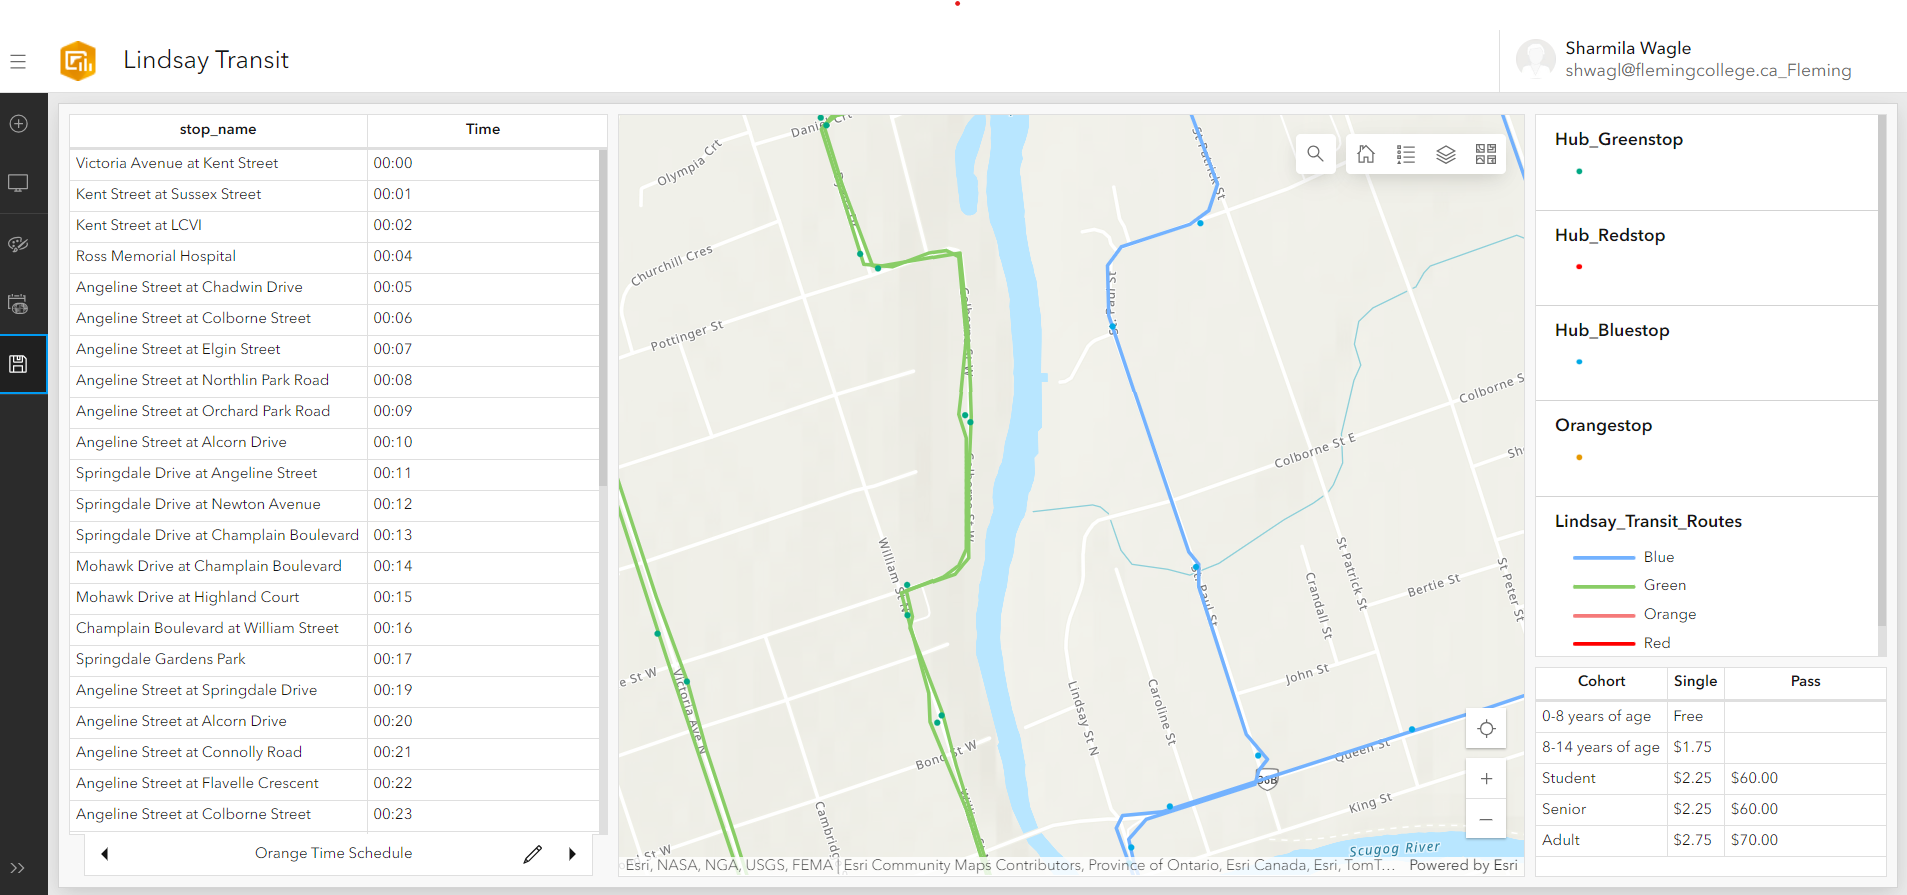 Lindsay Transit
Sharmila Wagle
shwagl@flemingcollege.ca_Fleming
stop_name Time
Victoria Avenue at Kent Street 00:00
Kent Street at Sussex Street 00:01
Kent Street at LCVI 00:02
Ross Memorial Hospital 00:04
Angeline Street at Chadwin Drive 00:05
Angeline Street at Colborne Street 00:06
Angeline Street at Elgin Street 00:07
Angeline Street at Northlin Park Road 00:08
Angeline Street at Orchard Park Road 00:09
Angeline Street at Alcorn Drive 00:10
Springdale Drive at Angeline Street 00:11
Springdale Drive at Newton Avenue 00:12
Springdale Drive at Champlain Boulevard 00:13
Mohawk Drive at Champlain Boulevard 00:14
Mohawk Drive at Highland Court 00:15
Champlain Boulevard at William Street 00:16
Springdale Gardens Park 00:17
Angeline Street at Springdale Drive 00:19
Angeline Street at Alcorn Drive 00:20
Angeline Street at Connolly Road 00:21
Angeline Street at Flavelle Crescent 00:22
Angeline Street at Colborne Street 00:23
Orange Time Schedule
Olympia Crt
Churchill Cres
Pottinger St
St Patrick St
Colborne St E
Colborne S
William St N
Victoria Ave N
e St W
Bond St W
St W
Lindsay St N
Caroline St
St Paul St
Crandall St
St Patrick St
Bertie St
St Peter St
John St
Queen St
King St
Scugog River
Esri, NASA, NGA, USGS, FEMA | Esri Community Maps Contributors, Province of Ontario, Esri Canada, Esri, TomT...
Powered by Esri
Hub_Greenstop
Hub_Redstop
Hub_Bluestop
Orangestop
Lindsay_Transit_Routes
Blue
Green
Orange
Red
Cohort Single Pass
0-8 years of age Free
8-14 years of age $1.75
Student $2.25 $60.00
Senior $2.25 $60.00
Adult $2.75 $70.00